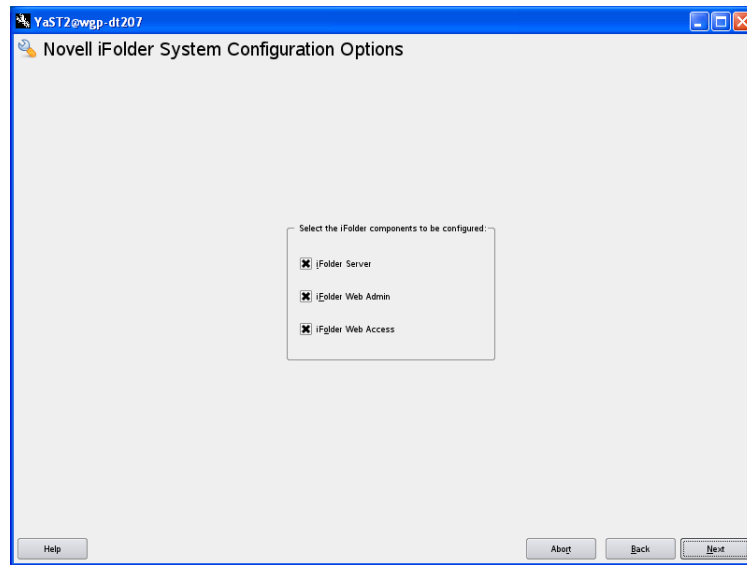 YaST2@wgp-dt207
Novell iFolder System Configuration Options
Select the iFolder components to be configured:
iFolder Server
iFolder Web Admin
iFolder Web Access
Help
Abort
Back
Next